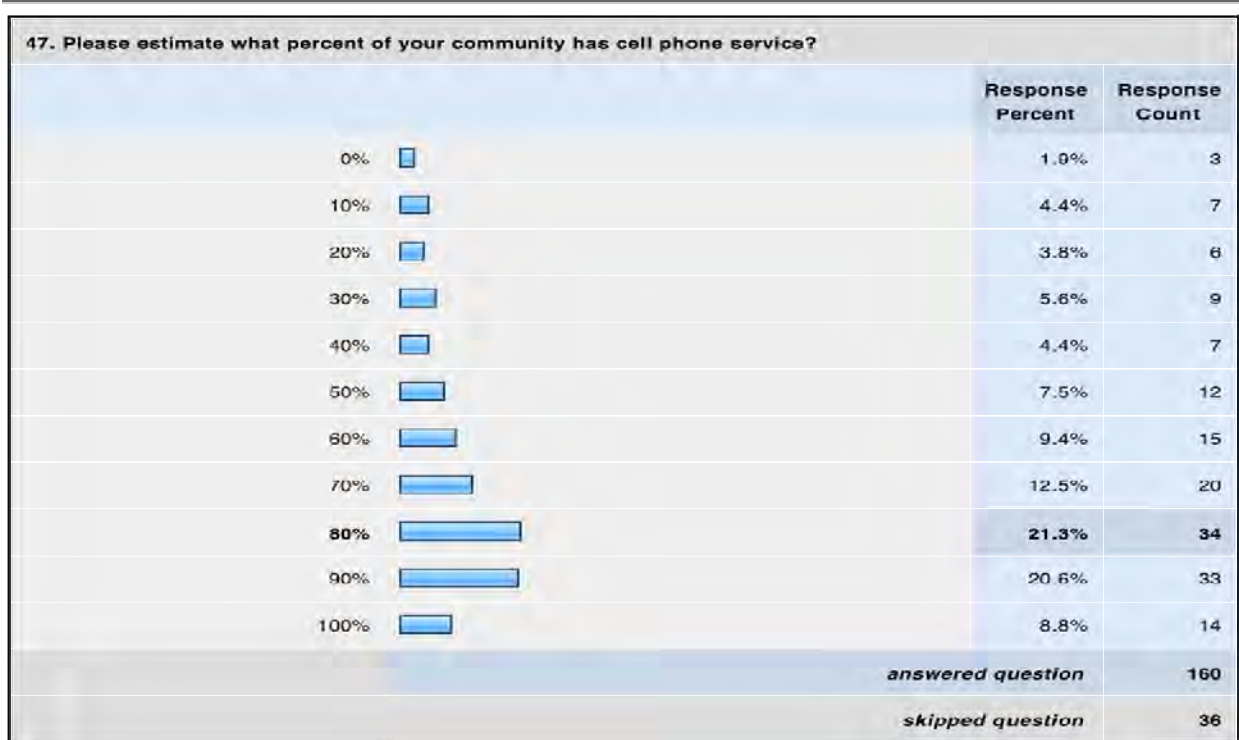 47. Please estimate what percent of your community has cell phone service?
Response Percent Response Count
0% 1.9% 3
10% 4.4% 7
20% 3.8% 6
30% 5.6% 9
40% 4.4% 7
50% 7.5% 12
60% 9.4% 15
70% 12.5% 20
80% 21.3% 34
90% 20.6% 33
100% 8.8% 14
answered question 160
skipped question 36